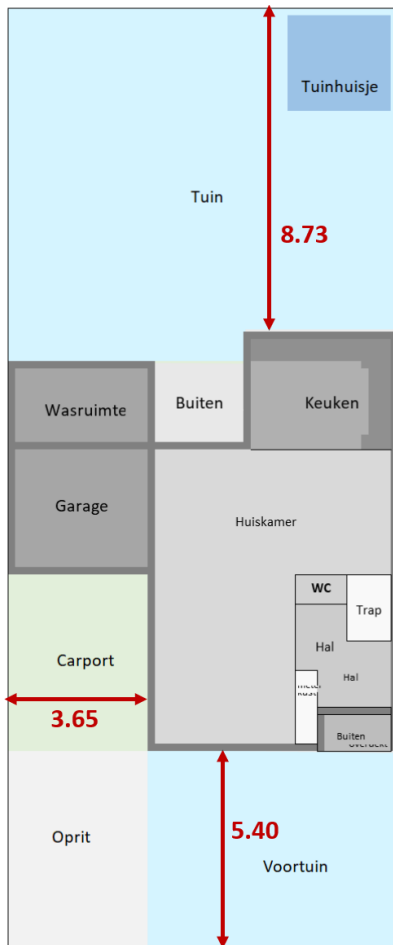 Tuinhuisje
Tuin
8.73
Wasruimte
Buiten
Keuken
Garage
Huiskamer
WC
Trap
Hal
Hal
Carport
3.65
Buiten
Oprit
5.40
Voortuin